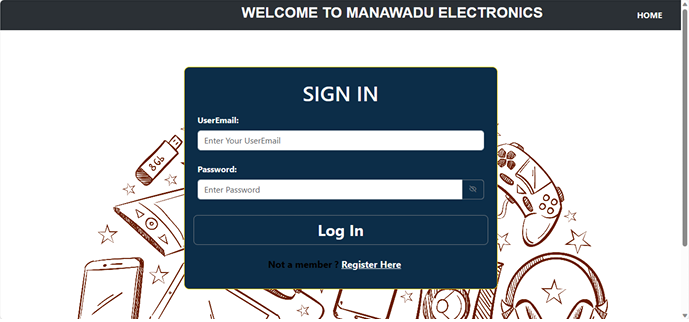 WELCOME TO MANAWADU ELECTRONICS
HOME
SIGN IN
UserEmail:
Enter Your UserEmail
Password:
Enter Password
Log In
Not a member ? Register Here
8Gb